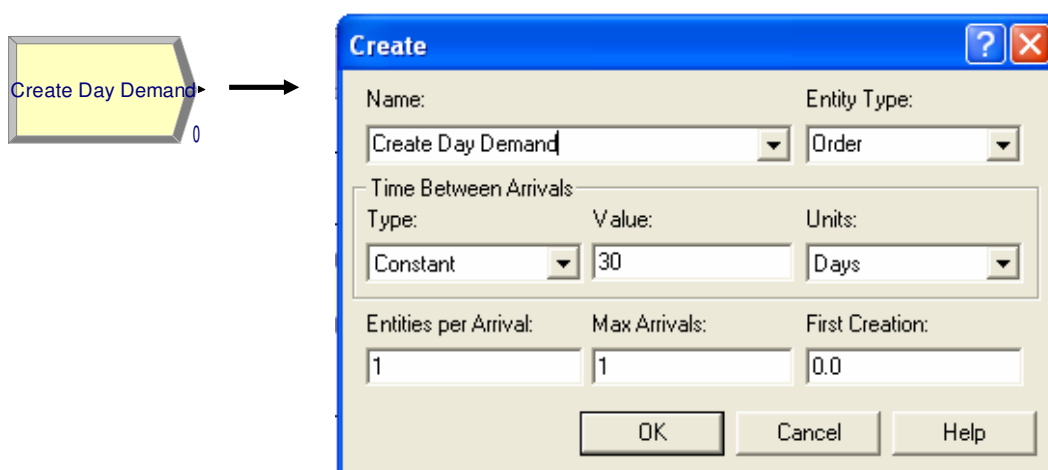 Create Day Demand
0
Create
Name:
Entity Type:
Create Day Demand
Order
Time Between Arrivals
Type:
Value:
Units:
Constant
30
Days
Entities per Arrival:
Max Arrivals:
First Creation:
1
1
0.0
OK
Cancel
Help